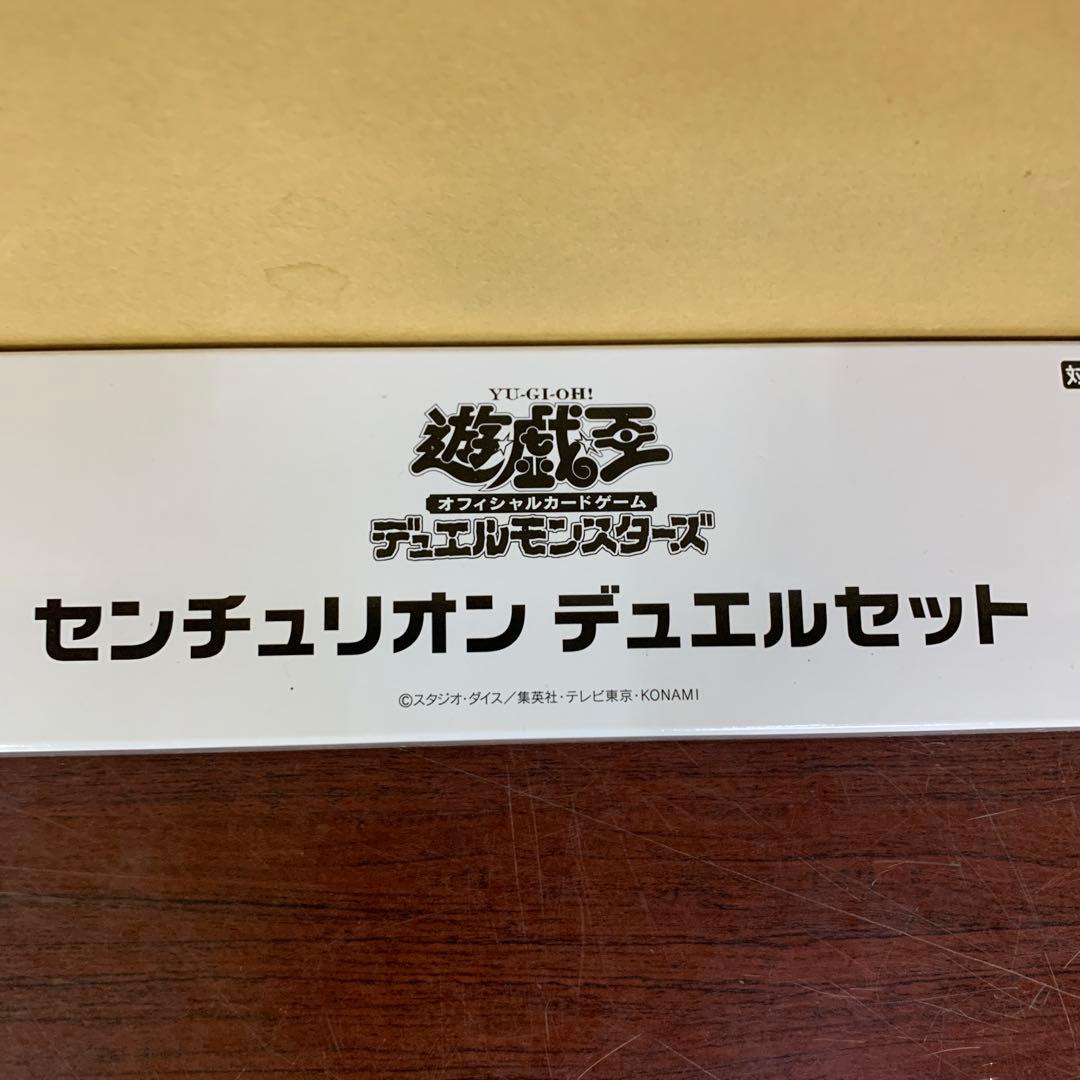 対
YU-GI-OH!
遊戯王
オフィシャルカードゲーム
デュエルモンスターズ
センチュリオン デュエルセット
©スタジオ・ダイス／集英社・テレビ東京・KONAMI